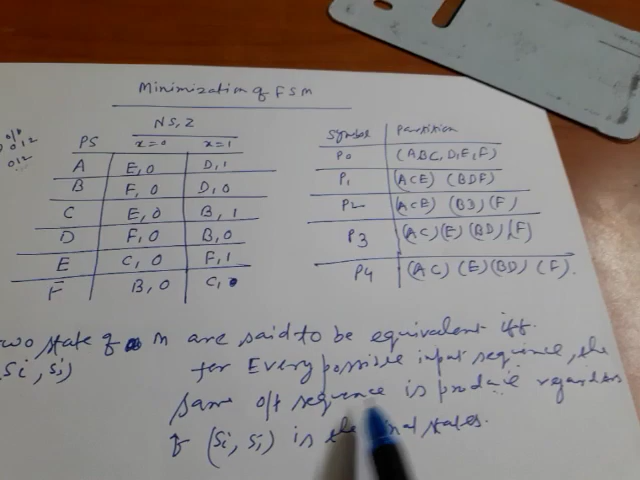 Minimization of FSM
NS, Z
PS x=0 x=1
A E,0 D,1
B F,0 D,0
C E,0 B,1
D F,0 B,0
E C,0 F,1
F B,0 C,0
Symbol Partition
P0 (ABC,D,E,F)
P1 (ACE) (BDF)
P2 (ACE) (BD) (F)
P3 (AC)(E)(BD)(F)
P4 (AC) (E)(BD) (F).
two state of M are said to be equivalent iff.
Si, Sj) for Every possible input sequence, the
same o/t sequence is produce regardless
if (Si, Sj) is the states.